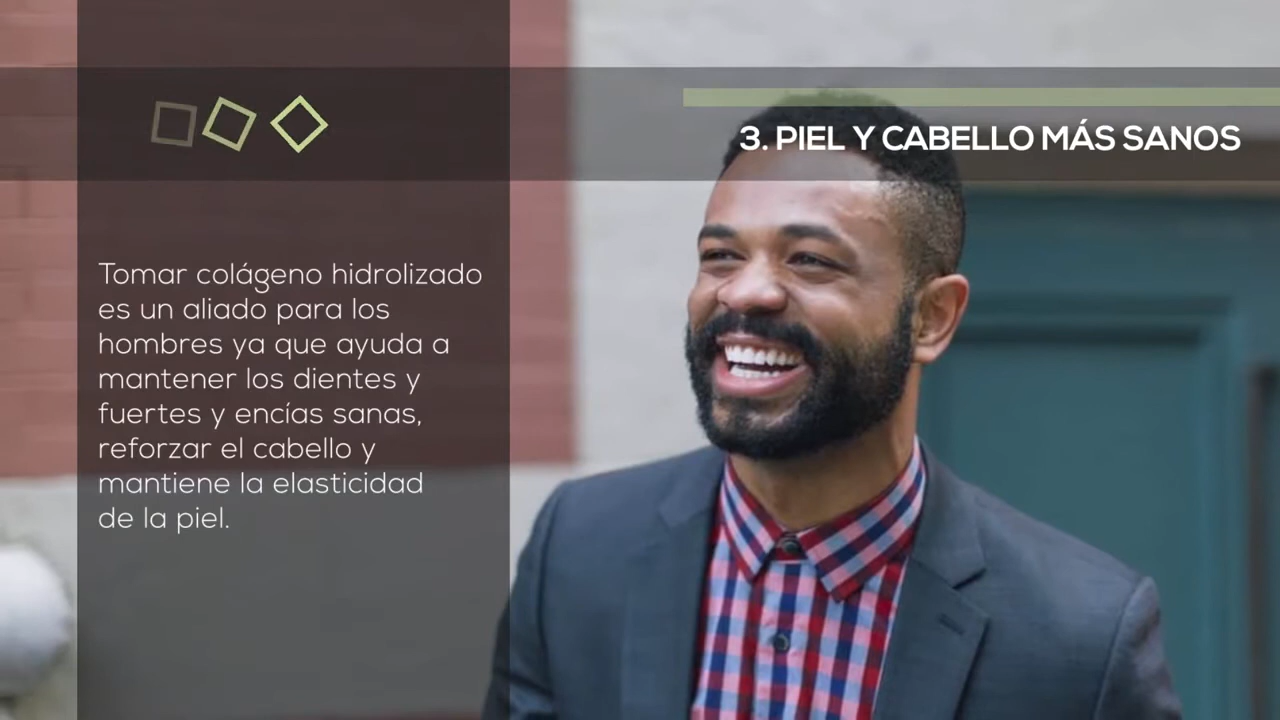 3. PIEL Y CABELLO MÁS SANOS
Tomar colágeno hidrolizado
es un aliado para los
hombres ya que ayuda a
mantener los dientes y
fuertes y encías sanas,
reforzar el cabello y
mantiene la elasticidad
de la piel.